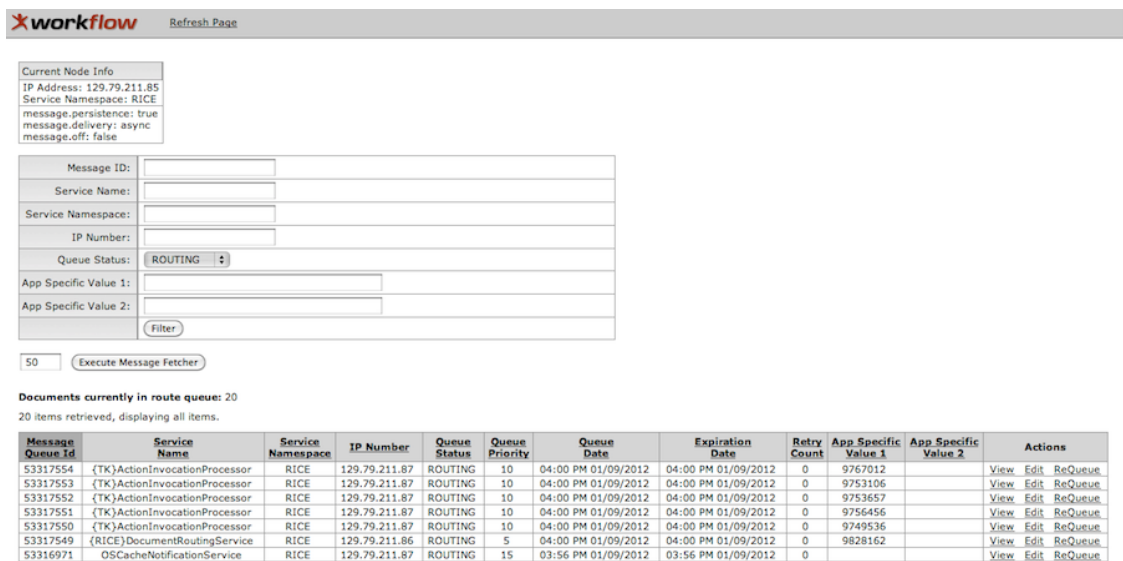 workflow Refresh Page
Current Node Info
IP Address: 129.79.211.85
Service Namespace: RICE
message.persistence: true
message.delivery: async
message.off: false
Message ID:
Service Name:
Service Namespace:
IP Number:
Queue Status: ROUTING
App Specific Value 1:
App Specific Value 2:
Filter
50 Execute Message Fetcher
Documents currently in route queue: 20
20 items retrieved, displaying all items.
Message Queue Id Service Name Service Namespace IP Number Queue Status Queue Priority Queue Date Expiration Date Retry Count App Specific Value 1 App Specific Value 2 Actions
53317554 {TK}ActionInvocationProcessor RICE 129.79.211.87 ROUTING 10 04:00 PM 01/09/2012 04:00 PM 01/09/2012 0 9767012 View Edit ReQueue
53317553 {TK}ActionInvocationProcessor RICE 129.79.211.87 ROUTING 10 04:00 PM 01/09/2012 04:00 PM 01/09/2012 0 9753106 View Edit ReQueue
53317552 {TK}ActionInvocationProcessor RICE 129.79.211.87 ROUTING 10 04:00 PM 01/09/2012 04:00 PM 01/09/2012 0 9753657 View Edit ReQueue
53317551 {TK}ActionInvocationProcessor RICE 129.79.211.87 ROUTING 10 04:00 PM 01/09/2012 04:00 PM 01/09/2012 0 9756456 View Edit ReQueue
53317550 {TK}ActionInvocationProcessor RICE 129.79.211.87 ROUTING 10 04:00 PM 01/09/2012 04:00 PM 01/09/2012 0 9749536 View Edit ReQueue
53317549 {RICE}DocumentRoutingService RICE 129.79.211.86 ROUTING 5 04:00 PM 01/09/2012 04:00 PM 01/09/2012 0 9828162 View Edit ReQueue
53316971 OSCacheNotificationService RICE 129.79.211.87 ROUTING 15 03:56 PM 01/09/2012 03:56 PM 01/09/2012 0 View Edit ReQueue